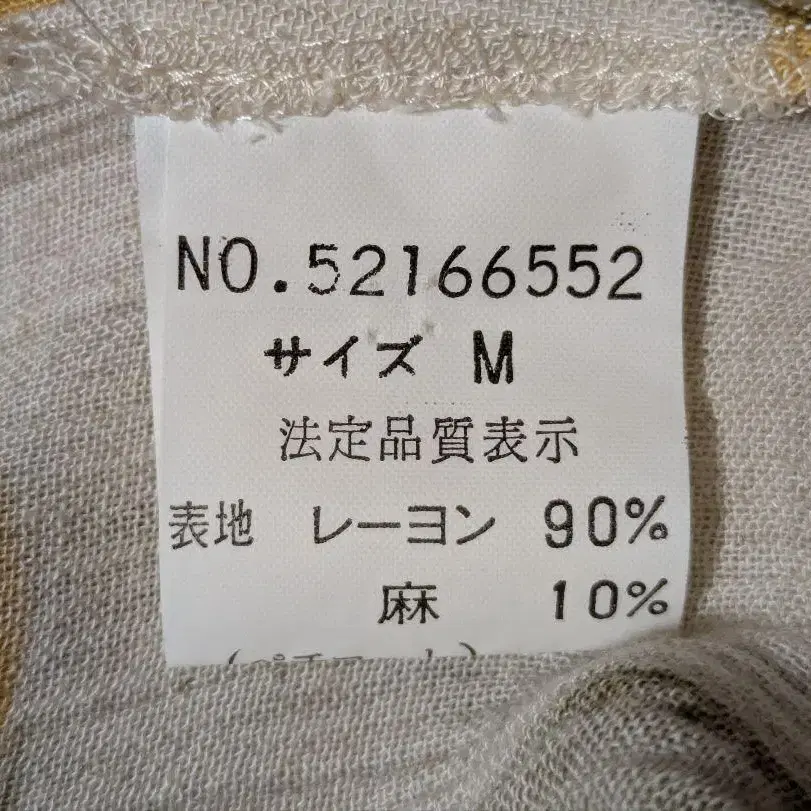 NO.52166552
サイズ M
法定品質表示
表地 レーヨン 90%
麻 10%